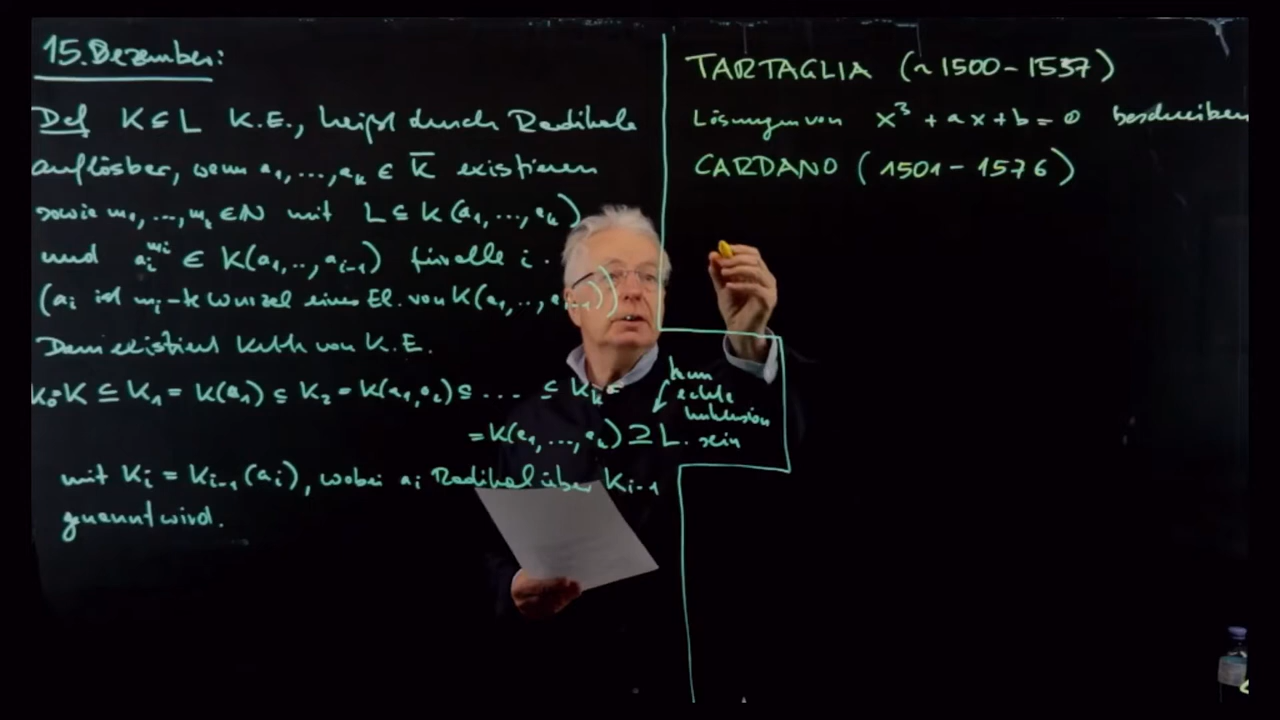 15. Dezember:
Def K ⊆ L K.E., heißt durch Radikale
auflösbar, wenn a₁, ..., aₖ ∈ K̅ existieren
sowie m₁, ..., mₖ ∈ ℕ mit L ⊆ K(a₁, ..., aₖ)
und aᵢ^mᵢ ∈ K(a₁, .., aᵢ₋₁) für alle i.
(aᵢ ist mᵢ-te Wurzel eines El. von K(a₁, .., aᵢ₋₁))
Dann existiert Kette von K.E.
K₀=K ⊆ K₁ = K(a₁) ⊆ K₂ = K(a₁,a₂) ⊆ .... ⊆ Kₖ =
= K(a₁, ..., aₖ) ⊇ L.
kann
echte
Inklusion
sein
mit Kᵢ = Kᵢ₋₁(aᵢ), wobei aᵢ Radikal über Kᵢ₋₁
genannt wird.
TARTAGLIA (~1500 - 1557)
Lösungen von x³ + ax + b = 0 beschreiben
CARDANO (1501 - 1576)